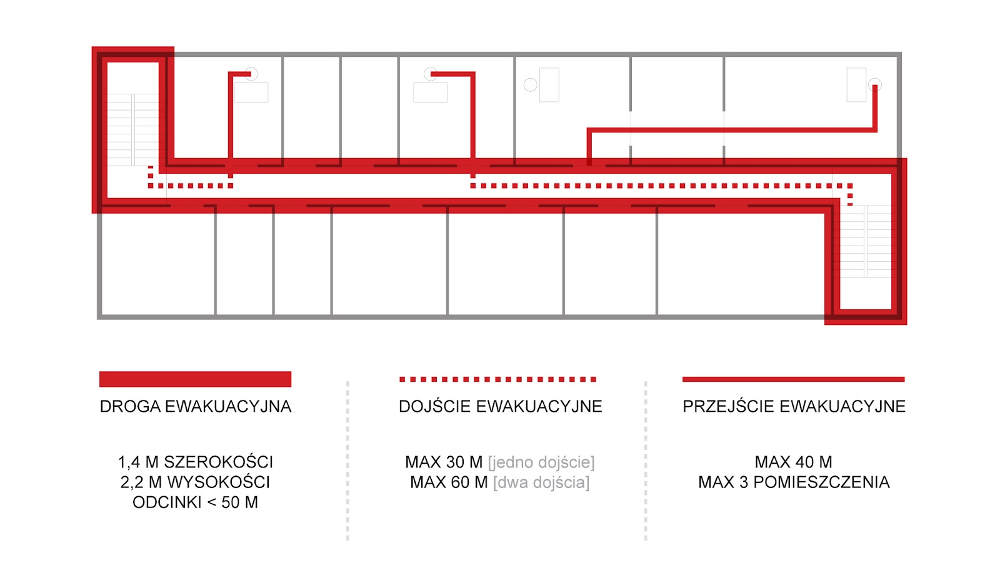 DROGA EWAKUACYJNA
1,4 M SZEROKOŚCI
2,2 M WYSOKOŚCI
ODCINKI < 50 M
DOJŚCIE EWAKUACYJNE
MAX 30 M [jedno dojście]
MAX 60 M [dwa dojścia]
PRZEJŚCIE EWAKUACYJNE
MAX 40 M
MAX 3 POMIESZCZENIA